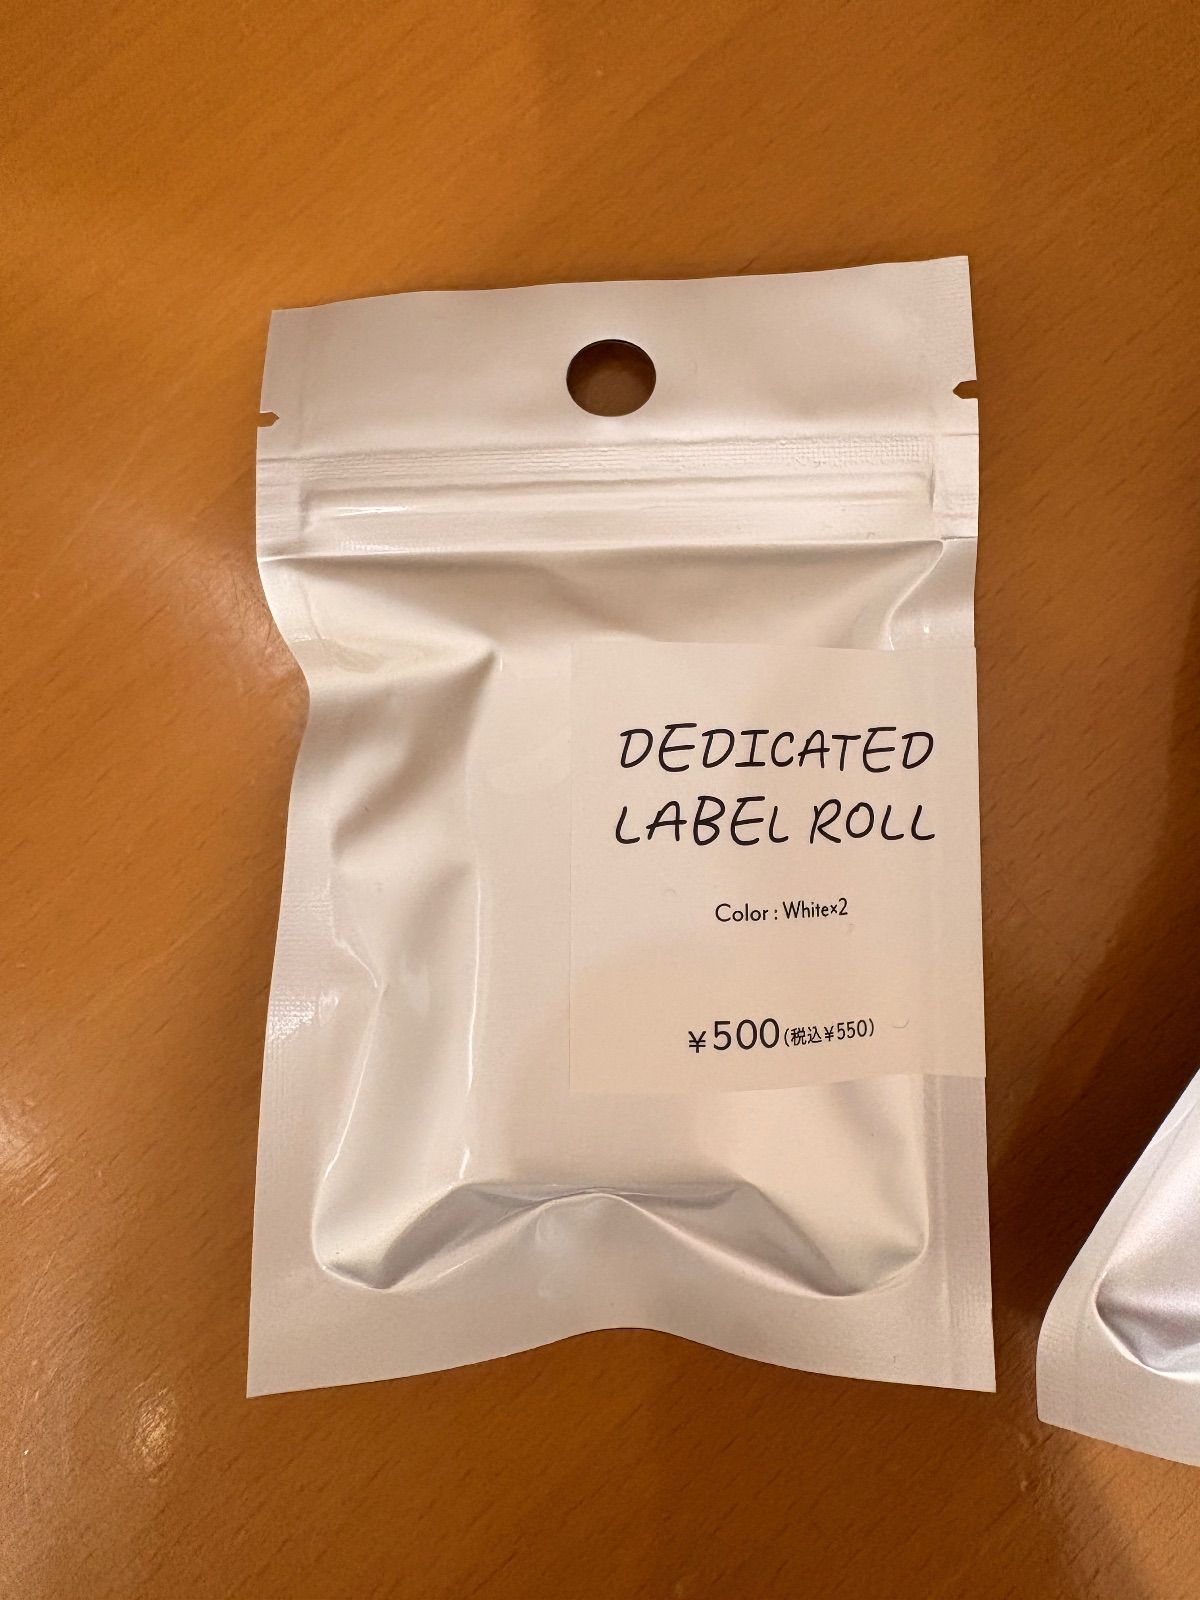 DEDICATED
LABEL ROLL
Color : White×2
¥500(税込¥550)